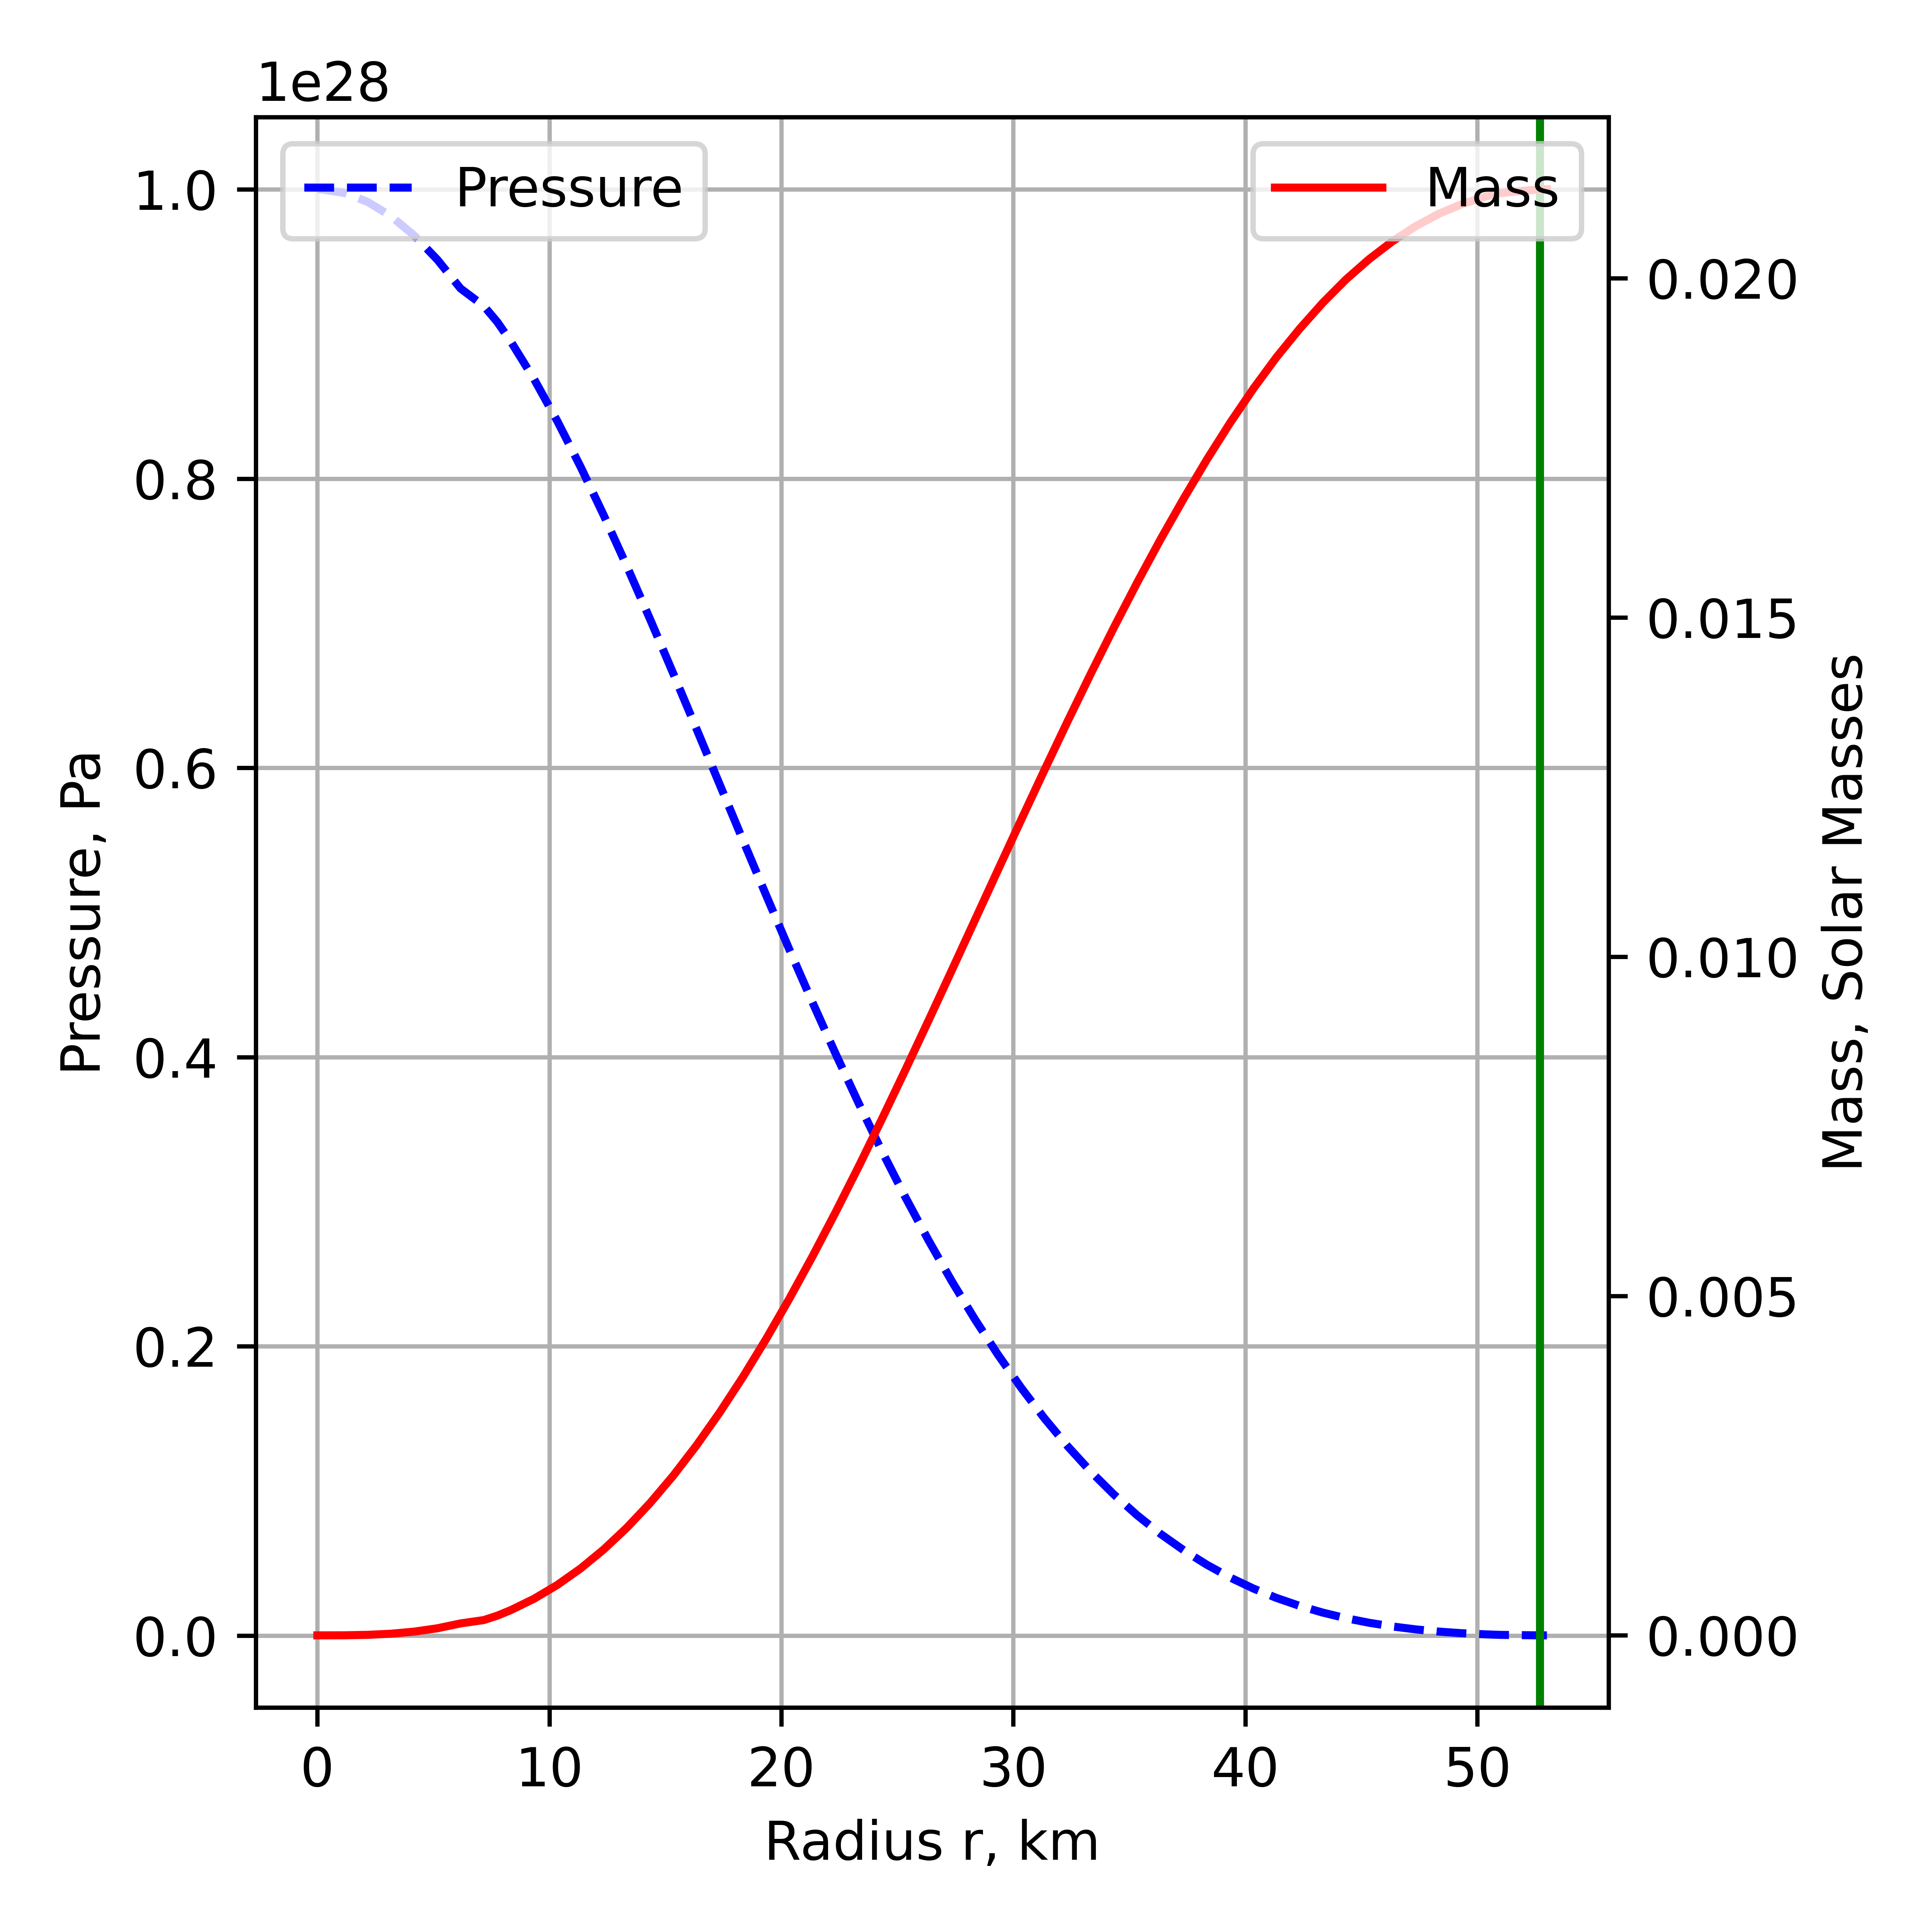 1e28
Pressure
Mass
1.0
0.8
0.6
0.4
0.2
0.0
Pressure, Pa
0.020
0.015
0.010
0.005
0.000
Mass, Solar Masses
0 10 20 30 40 50
Radius r, km